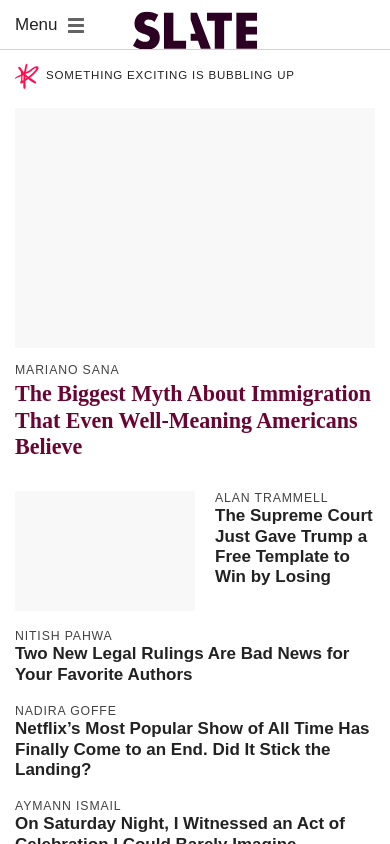 Menu
SLATE
SOMETHING EXCITING IS BUBBLING UP
MARIANO SANA
The Biggest Myth About Immigration
That Even Well-Meaning Americans
Believe
ALAN TRAMMELL
The Supreme Court
Just Gave Trump a
Free Template to
Win by Losing
NITISH PAHWA
Two New Legal Rulings Are Bad News for
Your Favorite Authors
NADIRA GOFFE
Netflix’s Most Popular Show of All Time Has
Finally Come to an End. Did It Stick the
Landing?
AYMANN ISMAIL
On Saturday Night, I Witnessed an Act of
Celebration I Could Barely Imagine